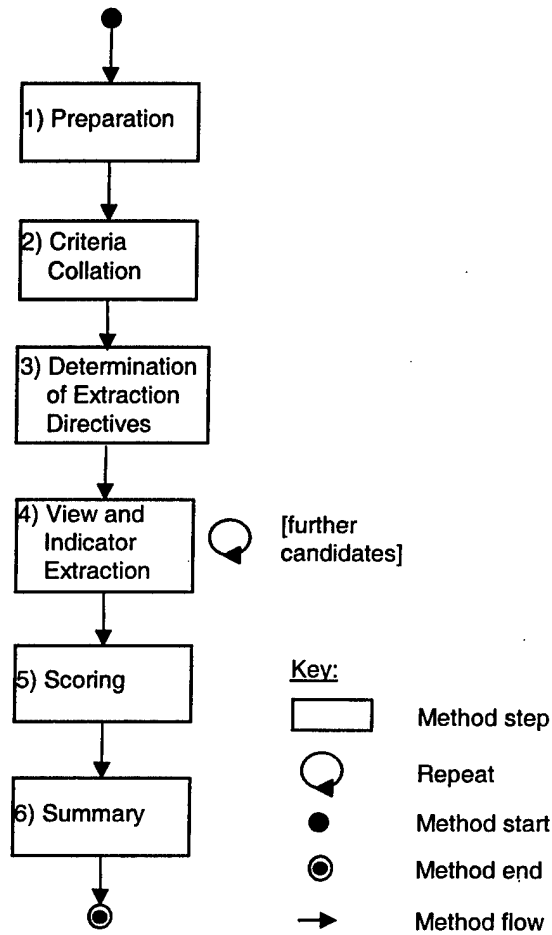 1) Preparation
2) Criteria
Collation
3) Determination
of Extraction
Directives
4) View and
Indicator
Extraction
[further
candidates]
5) Scoring
6) Summary
Key:
Method step
Repeat
Method start
Method end
Method flow